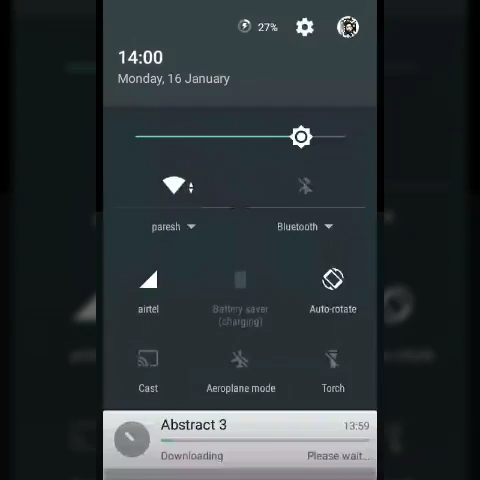 27%
14:00
Monday, 16 January
paresh
Bluetooth
airtel
Battery saver
(charging)
Auto-rotate
Cast
Aeroplane mode
Torch
Abstract 3
13:59
Downloading
Please wait...